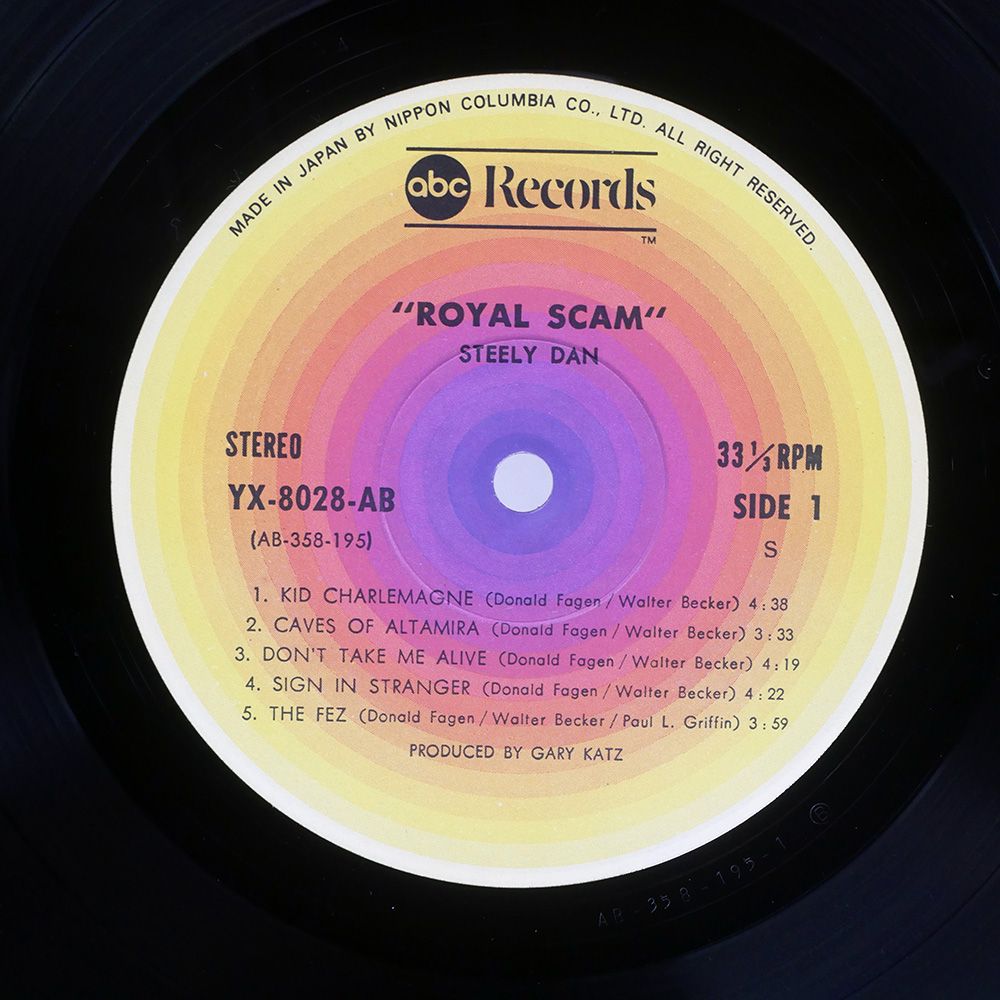 MADE IN JAPAN BY NIPPON COLUMBIA CO., LTD. ALL RIGHT RESERVED.
abc Records
TM
"ROYAL SCAM"
STEELY DAN
STEREO
33 1/3 RPM
YX-8028-AB
SIDE 1
(AB-358-195)
S
1. KID CHARLEMAGNE (Donald Fagen / Walter Becker) 4:38
2. CAVES OF ALTAMIRA (Donald Fagen / Walter Becker) 3:33
3. DON'T TAKE ME ALIVE (Donald Fagen / Walter Becker) 4:19
4. SIGN IN STRANGER (Donald Fagen / Walter Becker) 4:22
5. THE FEZ (Donald Fagen / Walter Becker / Paul L. Griffin) 3:59
PRODUCED BY GARY KATZ
AB-358-195-1